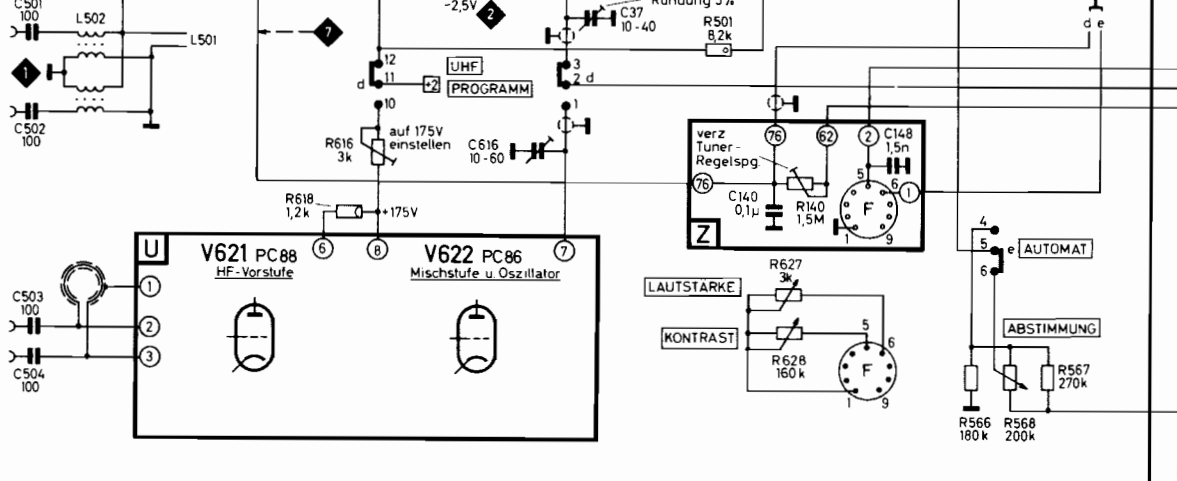 C501
100
L502
L501
1
C502
100
7
-2,5V
2
C37
10-40
R501
8,2k
d e
12
11
d
10
+2
UHF
PROGRAMM
3
2 d
1
R616
3k
auf 175V
einstellen
C616
10-60
R618
1,2k
+175V
6
8
7
U
V621 PC88
HF-Vorstufe
V622 PC86
Mischstufe u. Oszillator
1
2
3
C503
100
C504
100
verz
Tuner-
Regelspg.
76
62
2
C148
1,5n
76
C140
0,1µ
R140
1,5M
5
6
1
F
1
9
Z
LAUTSTÄRKE
KONTRAST
R627
3k
R628
160k
5
6
F
1
9
4
5
6
e
AUTOMAT
ABSTIMMUNG
R566
180k
R568
200k
R567
270k